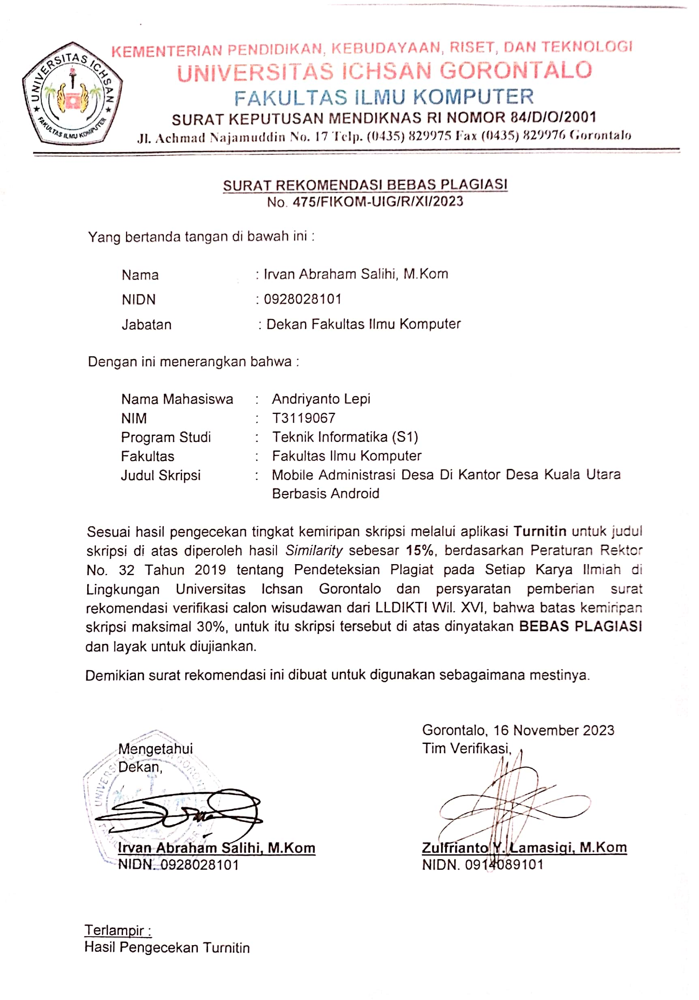 UNIVERSITAS ICHSAN
FAKULTAS ILMU KOMPUTER
KEMENTERIAN PENDIDIKAN, KEBUDAYAAN, RISET, DAN TEKNOLOGI
UNIVERSITAS ICHSAN GORONTALO
FAKULTAS ILMU KOMPUTER
SURAT KEPUTUSAN MENDIKNAS RI NOMOR 84/D/O/2001
Jl. Achmad Najamuddin No. 17 Telp. (0435) 829975 Fax (0435) 829976 Gorontalo
SURAT REKOMENDASI BEBAS PLAGIASI
No. 475/FIKOM-UIG/R/XI/2023
Yang bertanda tangan di bawah ini :
Nama : Irvan Abraham Salihi, M.Kom
NIDN : 0928028101
Jabatan : Dekan Fakultas Ilmu Komputer
Dengan ini menerangkan bahwa :
Nama Mahasiswa : Andriyanto Lepi
NIM : T3119067
Program Studi : Teknik Informatika (S1)
Fakultas : Fakultas Ilmu Komputer
Judul Skripsi : Mobile Administrasi Desa Di Kantor Desa Kuala Utara
Berbasis Android
Sesuai hasil pengecekan tingkat kemiripan skripsi melalui aplikasi Turnitin untuk judul
skripsi di atas diperoleh hasil Similarity sebesar 15%, berdasarkan Peraturan Rektor
No. 32 Tahun 2019 tentang Pendeteksian Plagiat pada Setiap Karya Ilmiah di
Lingkungan Universitas Ichsan Gorontalo dan persyaratan pemberian surat
rekomendasi verifikasi calon wisudawan dari LLDIKTI Wil. XVI, bahwa batas kemiripan
skripsi maksimal 30%, untuk itu skripsi tersebut di atas dinyatakan BEBAS PLAGIASI
dan layak untuk diujiankan.
Demikian surat rekomendasi ini dibuat untuk digunakan sebagaimana mestinya.
Gorontalo, 16 November 2023
Mengetahui Tim Verifikasi,
Dekan,
Irvan Abraham Salihi, M.Kom Zulfrianto Y. Lamasigi, M.Kom
NIDN. 0928028101 NIDN. 0914089101
Terlampir :
Hasil Pengecekan Turnitin